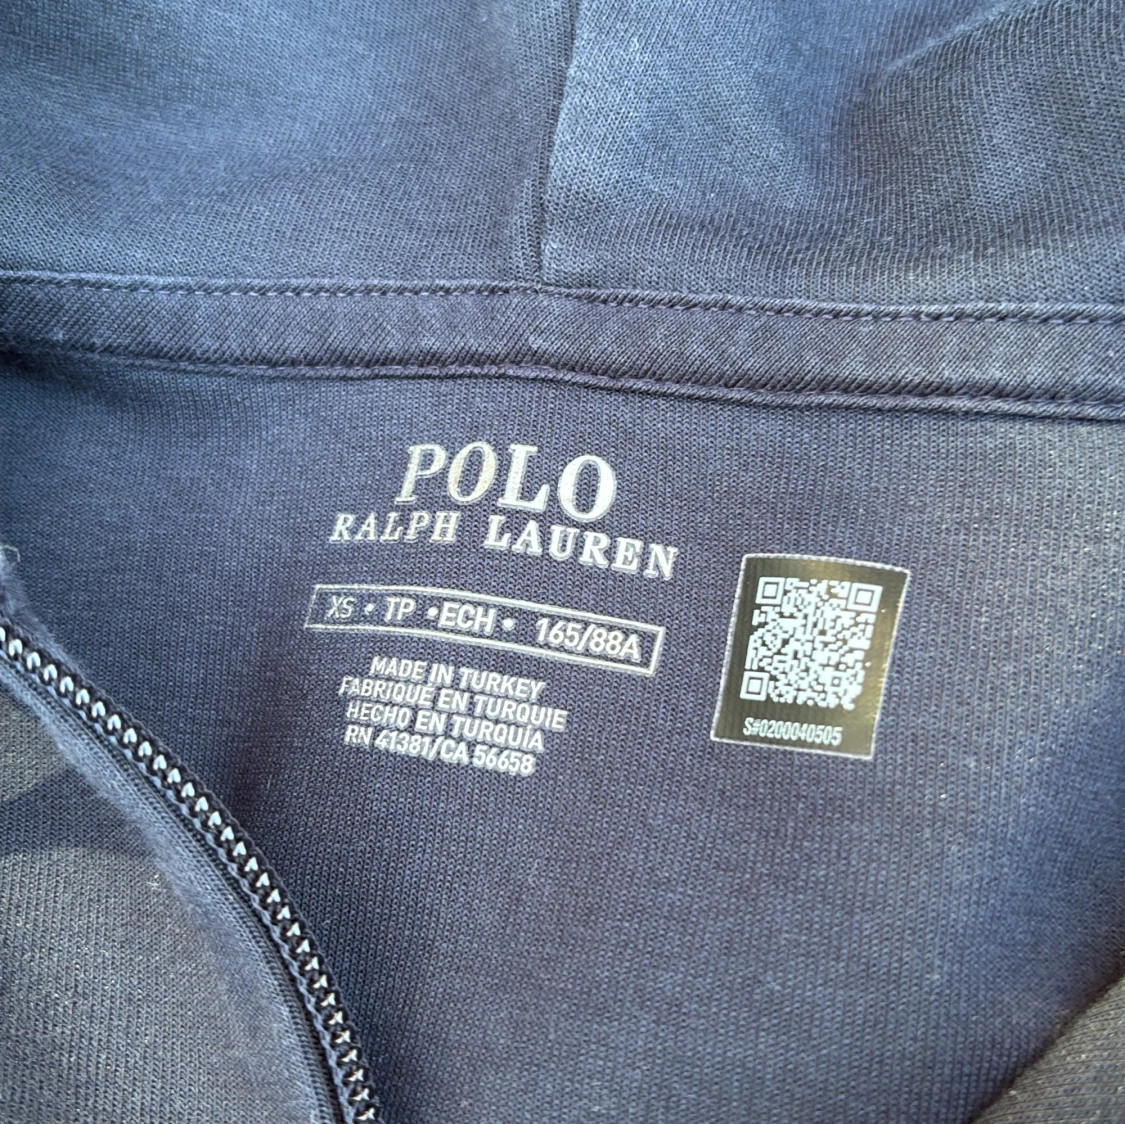 POLO
RALPH LAUREN
XS • TP • ECH • 165/88A
MADE IN TURKEY
FABRIQUÉ EN TURQUIE
HECHO EN TURQUÍA
RN 41381/CA 56658
S#0200040505